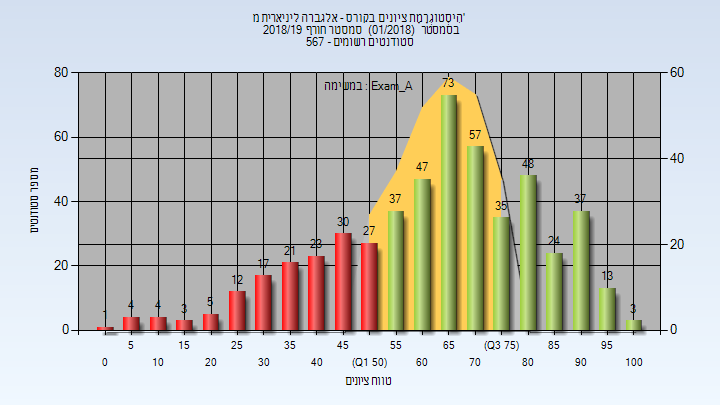 היסטוגרמת ציונים בקורס - אלגברה ליניארית מ'
בסמסטר (01/2018) סמסטר חורף 2018/19
567 - סטודנטים רשומים
במשימה : Exam_A
80 60
60 40
40 20
20 0
0
מספר סטודנטים
1 4 4 3 5 12 17 21 23 30 27 37 47 73 57 35 48 24 37 13 3
5 15 25 35 45 55 65 (Q3 75) 85 95
0 10 20 30 40 (Q1 50) 60 70 80 90 100
טווח ציונים